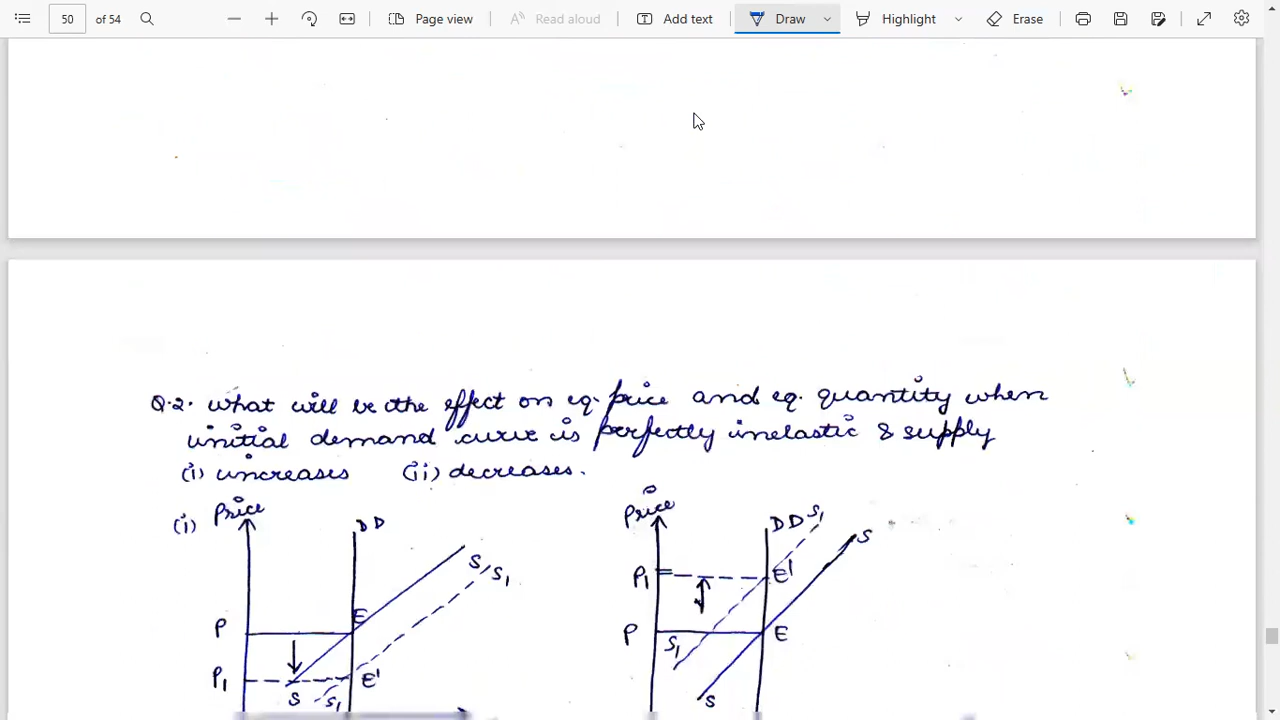 50 of 54 Page view Read aloud Add text Draw Highlight Erase
Q.2. what will be the effect on eq. price and eq. quantity when
initial demand curve is perfectly inelastic & supply
(i) increases (ii) decreases.
(i) Price
DD
S
S1
E
P
P1
E'
S
S1
Price
DD
S1
S
P1
E'
P
E
S1
S